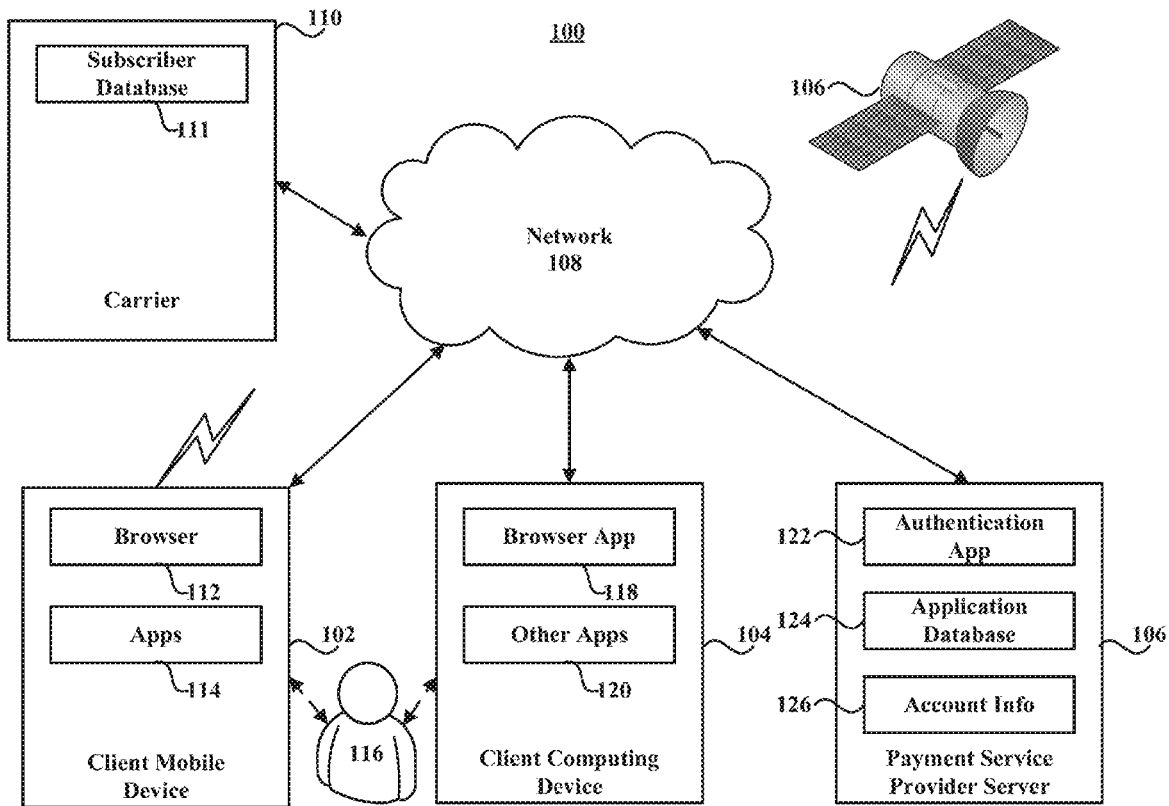 110
100
Subscriber
Database
111
106
Network
108
Carrier
Browser
112
Apps
114
102
Client Mobile
Device
116
Browser App
118
Other Apps
120
104
Client Computing
Device
122
Authentication
App
124
Application
Database
106
126
Account Info
Payment Service
Provider Server